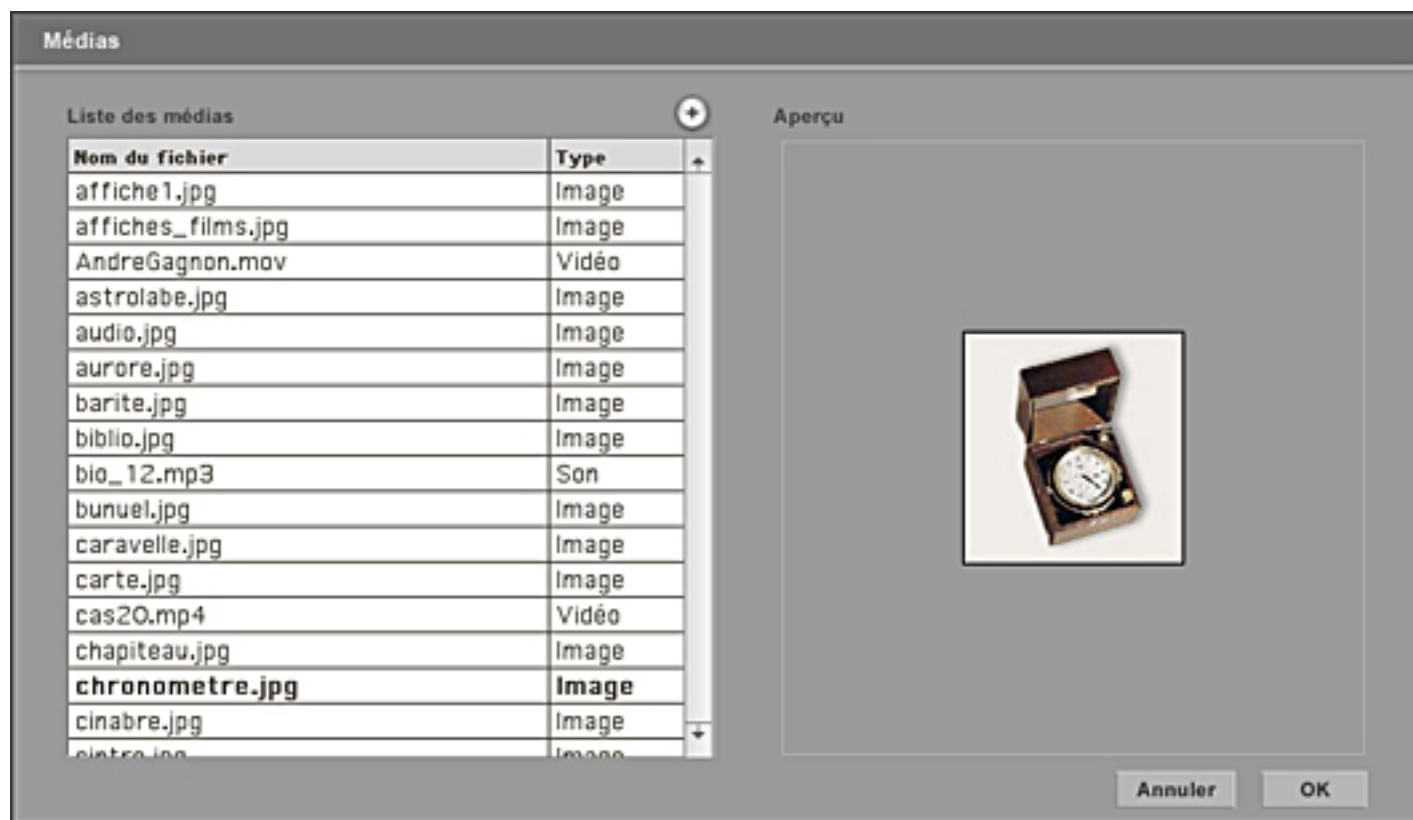 Médias
Liste des médias
Aperçu
Nom du fichier Type
affiche1.jpg Image
affiches_films.jpg Image
AndreGagnon.mov Vidéo
astrolabe.jpg Image
audio.jpg Image
aurore.jpg Image
barite.jpg Image
biblio.jpg Image
bio_12.mp3 Son
bunuel.jpg Image
caravelle.jpg Image
carte.jpg Image
cas20.mp4 Vidéo
chapiteau.jpg Image
chronometre.jpg Image
cinabre.jpg Image
Image
Annuler OK